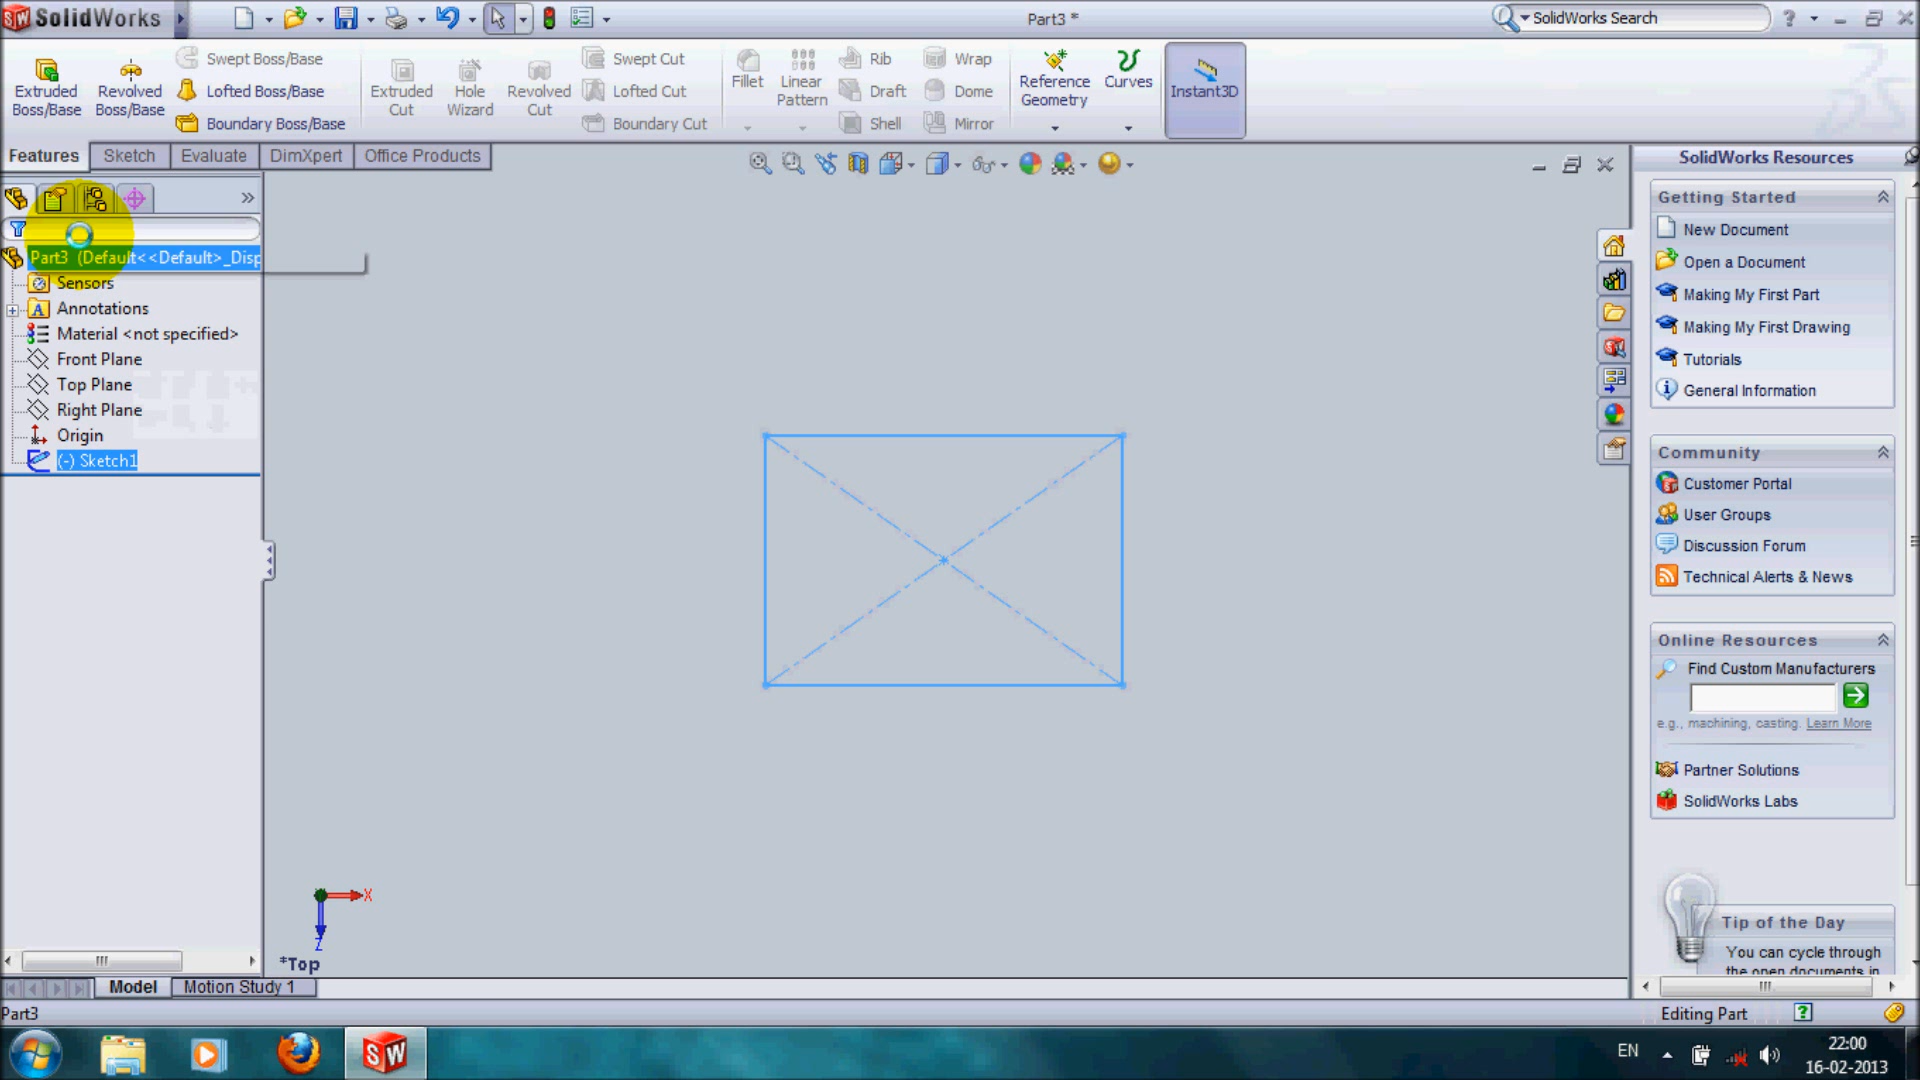 SolidWorks
Part3 *
SolidWorks Search
Extruded Boss/Base
Revolved Boss/Base
Swept Boss/Base
Lofted Boss/Base
Boundary Boss/Base
Extruded Cut
Hole Wizard
Revolved Cut
Swept Cut
Lofted Cut
Boundary Cut
Fillet
Linear Pattern
Rib
Draft
Shell
Wrap
Dome
Mirror
Reference Geometry
Curves
Instant3D
Features
Sketch
Evaluate
DimXpert
Office Products
Part3 (Default<<Default>_Disp
Sensors
Annotations
Material <not specified>
Front Plane
Top Plane
Right Plane
Origin
(-) Sketch1
X
Z
*Top
Model
Motion Study 1
Part3
SolidWorks Resources
Getting Started
New Document
Open a Document
Making My First Part
Making My First Drawing
Tutorials
General Information
Community
Customer Portal
User Groups
Discussion Forum
Technical Alerts & News
Online Resources
Find Custom Manufacturers
e.g., machining, casting. Learn More
Partner Solutions
SolidWorks Labs
Tip of the Day
You can cycle through
the open documents in
Editing Part
EN
22:00
16-02-2013